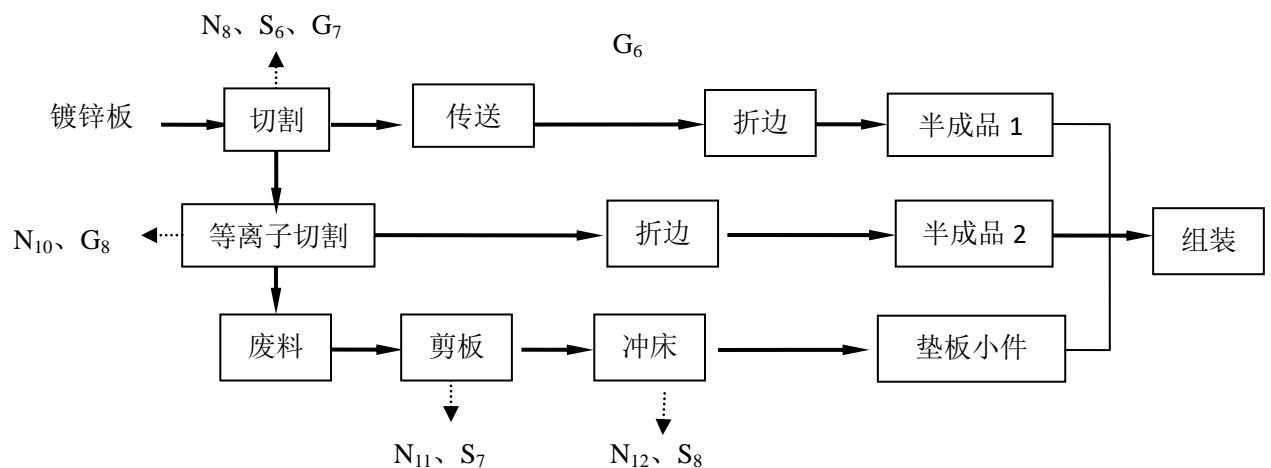 N₈、S₆、G₇
G₆
镀锌板
切割
传送
折边
半成品 1
N₁₀、G₈
等离子切割
折边
半成品 2
组装
废料
剪板
冲床
垫板小件
N₁₁、S₇
N₁₂、S₈